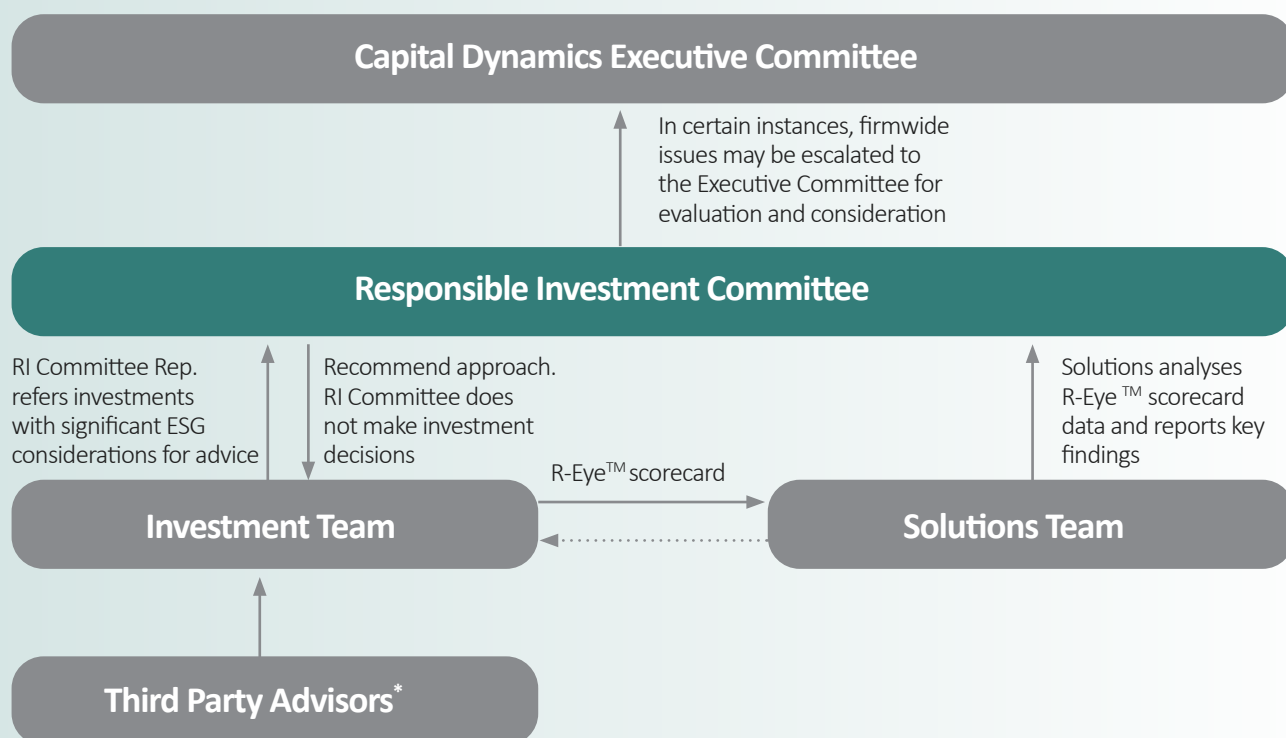 Capital Dynamics Executive Committee
In certain instances, firmwide
issues may be escalated to
the Executive Committee for
evaluation and consideration
Responsible Investment Committee
RI Committee Rep.
refers investments
with significant ESG
considerations for advice
Recommend approach.
RI Committee does
not make investment
decisions
Solutions analyses
R-Eye ™ scorecard
data and reports key
findings
R-Eye™ scorecard
Investment Team
Solutions Team
Third Party Advisors*